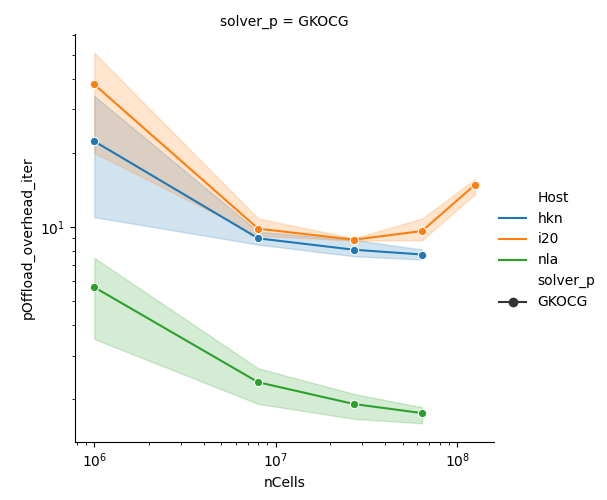 solver_p = GKOCG
pOffload_overhead_iter
10¹
10⁶
10⁷
10⁸
nCells
Host
hkn
i20
nla
solver_p
GKOCG